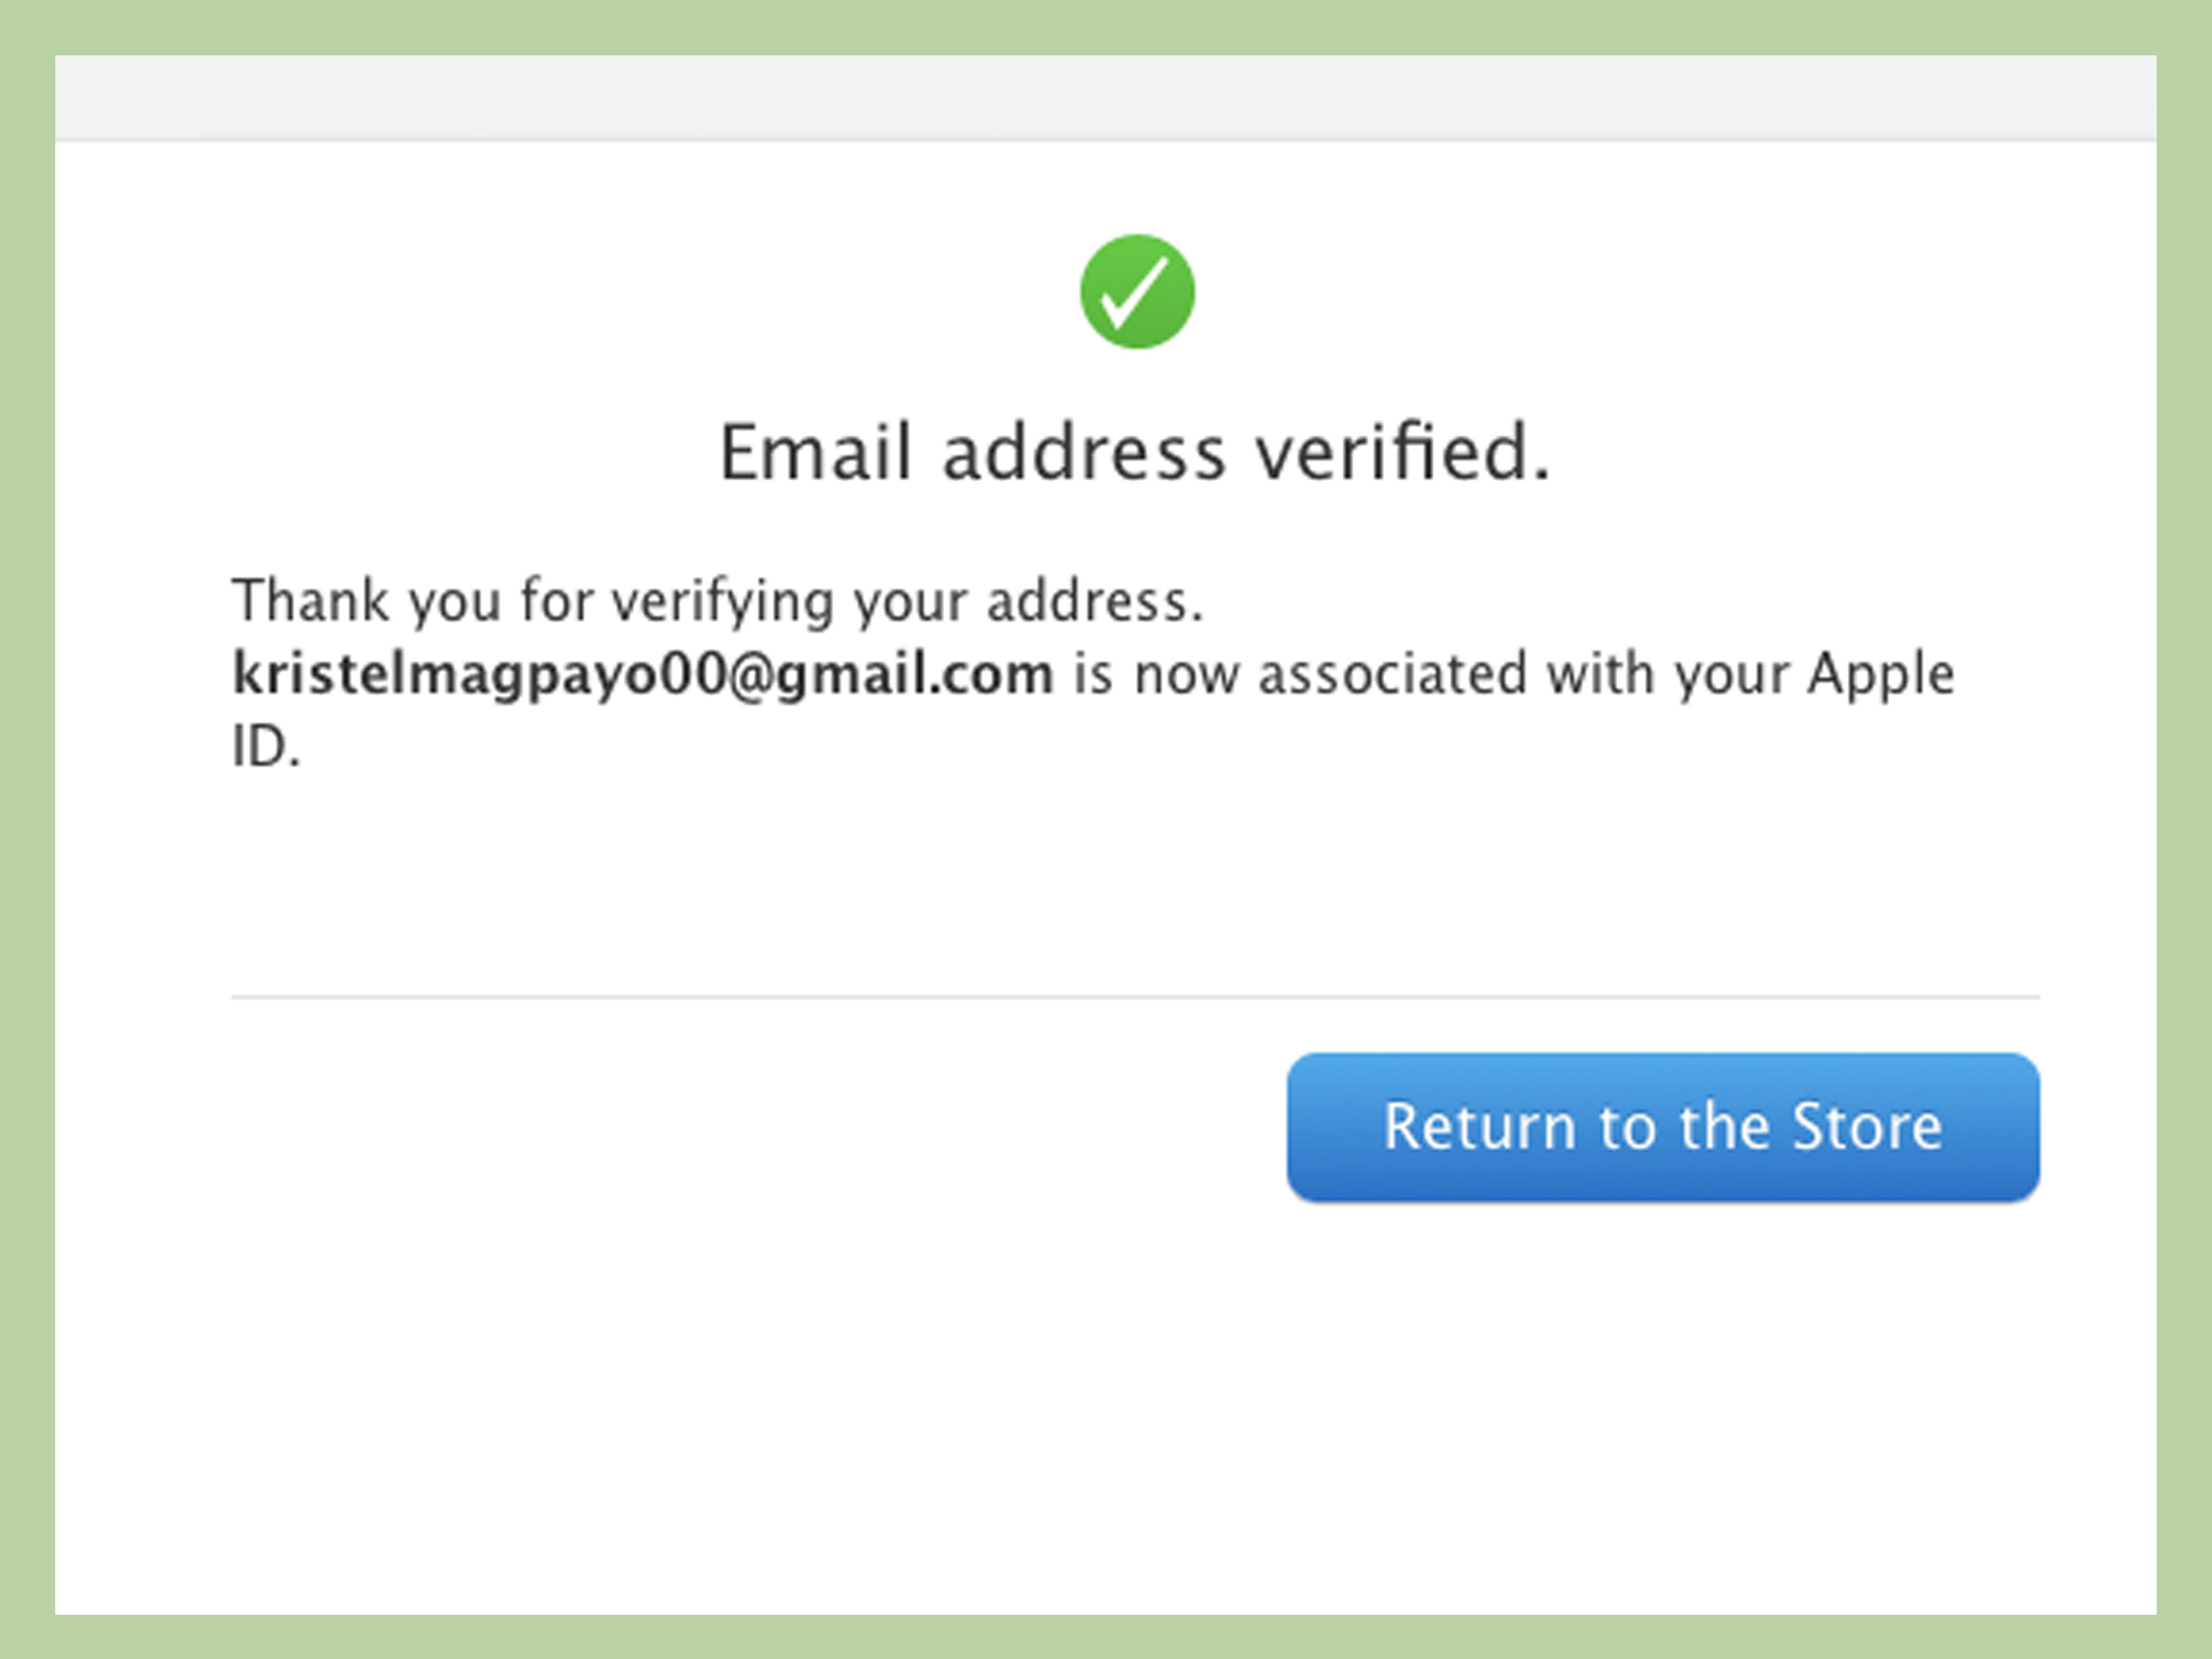 Email address verified.
Thank you for verifying your address.
kristelmagpayo00@gmail.com is now associated with your Apple
ID.
Return to the Store